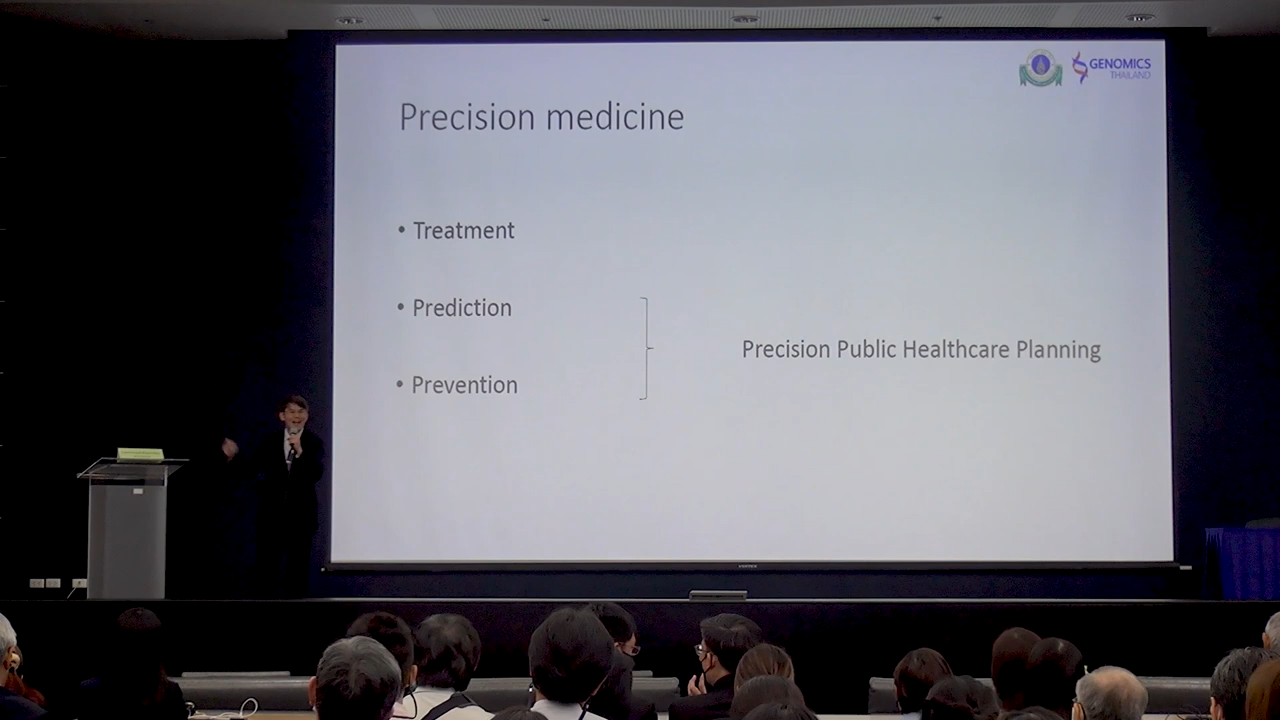 GENOMICS
THAILAND
Precision medicine
• Treatment
• Prediction
• Prevention
Precision Public Healthcare Planning